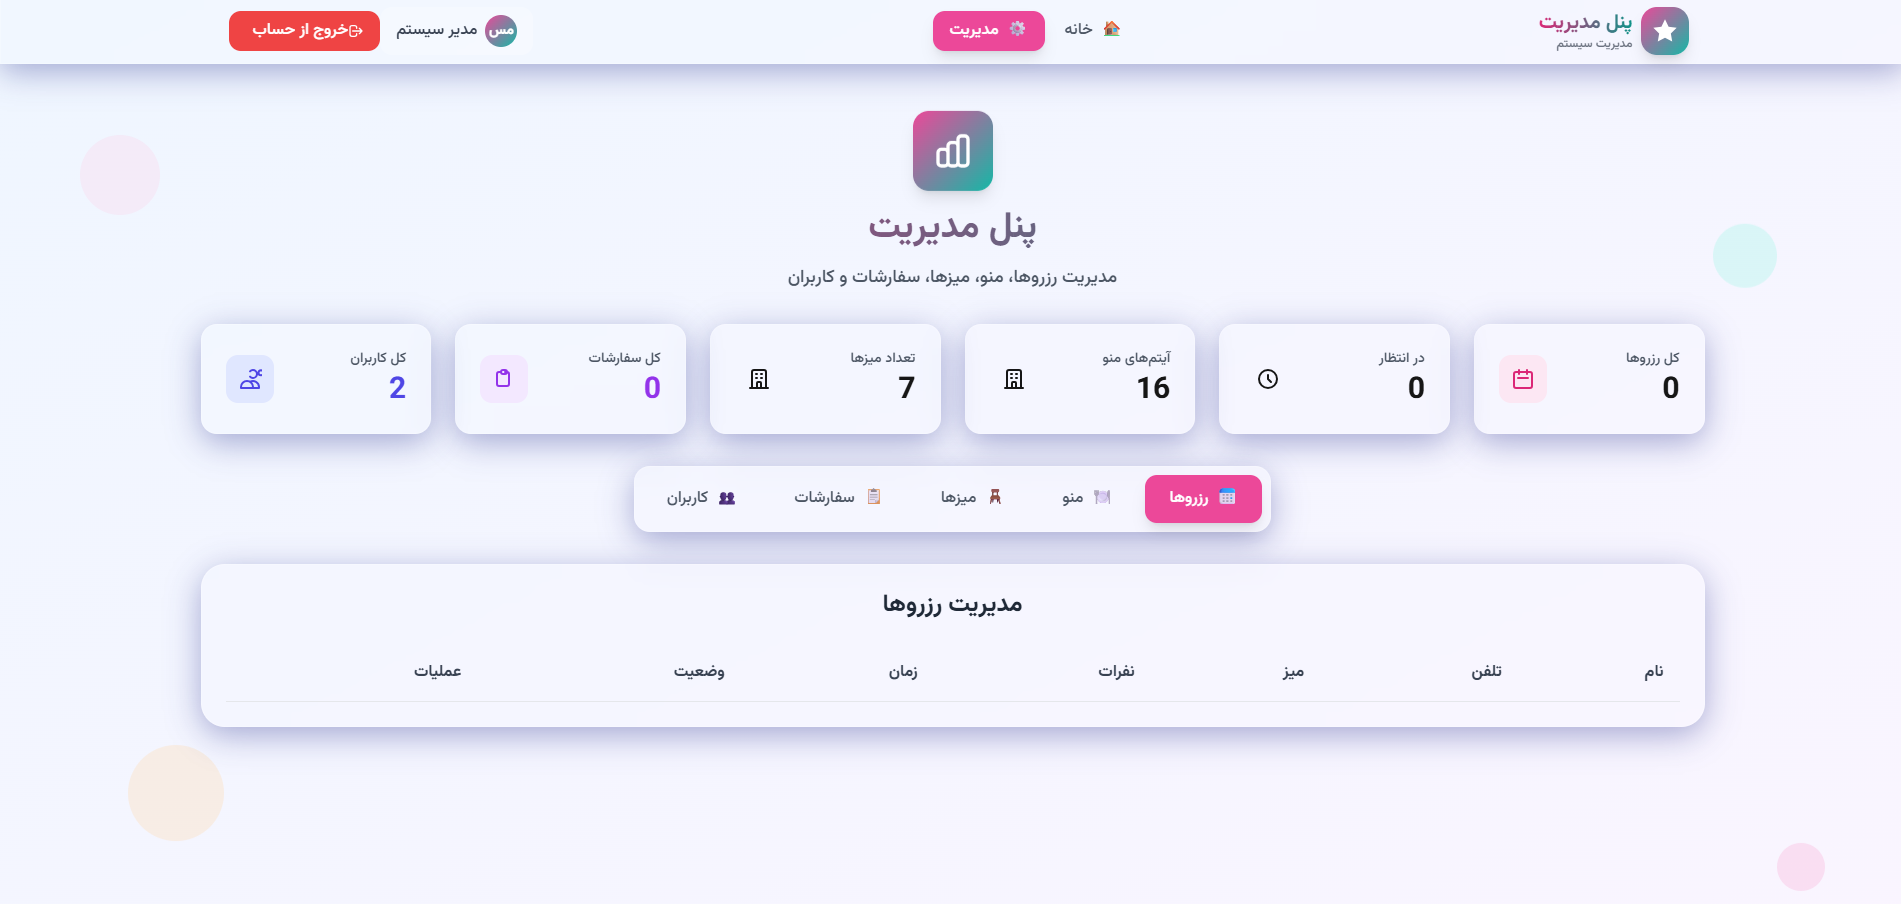 پنل مدیریت
مدیریت سیستم
خانه
مدیریت
مس
مدیر سیستم
خروج از حساب
پنل مدیریت
مدیریت رزروها، منو، میزها، سفارشات و کاربران
کل رزروها
0
در انتظار
0
آیتم‌های منو
16
تعداد میزها
7
کل سفارشات
0
کل کاربران
2
رزروها
منو
میزها
سفارشات
کاربران
مدیریت رزروها
نام تلفن میز نفرات زمان وضعیت عملیات